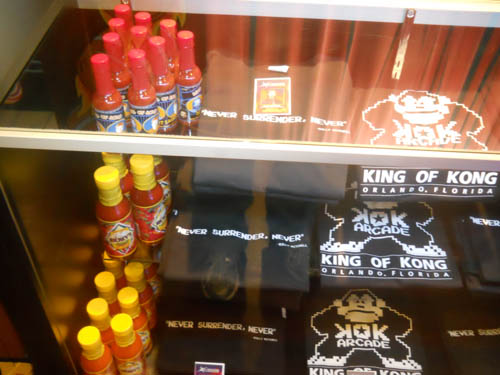 "NEVER SURRENDER, NEVER"
KOK
ARCADE
KING OF KONG
ORLANDO, FLORIDA
"NEVER SURRENDER, NEVER"
KOK
ARCADE
KING OF KONG
ORLANDO, FLORIDA
"NEVER SURRENDER, NEVER"
KOK
ARCADE
"NEVER
"NEVER